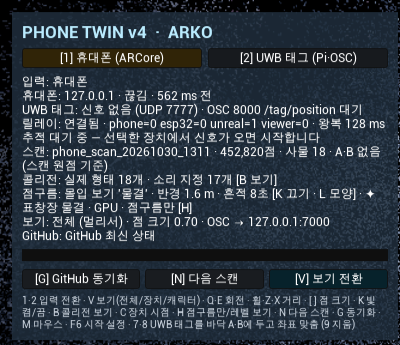 PHONE TWIN v4 · ARKO
[1] 휴대폰 (ARCore) [2] UWB 태그 (Pi·OSC)
입력: 휴대폰
휴대폰: 127.0.0.1 · 끊김 · 562 ms 전
UWB 태그: 신호 없음 (UDP 7777) · OSC 8000 /tag/position 대기
릴레이: 연결됨 · phone=0 esp32=0 unreal=1 viewer=0 · 왕복 128 ms
추적 대기 중 — 선택한 장치에서 신호가 오면 시작합니다
스캔: phone_scan_20261030_1311 · 452,820점 · 사물 18 · A·B 없음
(스캔 원점 기준)
콜리전: 실제 형태 18개 · 소리 지정 17개 [B 보기]
점구름: 몰입 보기 '물결' · 반경 1.6 m · 흔적 8초 [K 끄기 · L 모양] · ✦
표창장 물결 · GPU · 점구름만 [H]
보기: 전체 (멀리서) · 점 크기 0.70 · OSC → 127.0.0.1:7000
GitHub: GitHub 최신 상태
[G] GitHub 동기화 [N] 다음 스캔 [V] 보기 전환
1·2 입력 전환 · V 보기(전체/장치/캐릭터) · Q·E 회전 · 휠·Z·X 거리 · [ ] 점 크기 · K 빛
켬/끔 · B 콜리전 보기 · C 장치 시점 · H 점구름만/레벨 보기 · N 다음 스캔 · G 동기화 ·
M 마우스 · F6 시작 설정 · 7·8 UWB 태그를 바닥 A·B에 두고 좌표 맞춤 (9 지움)